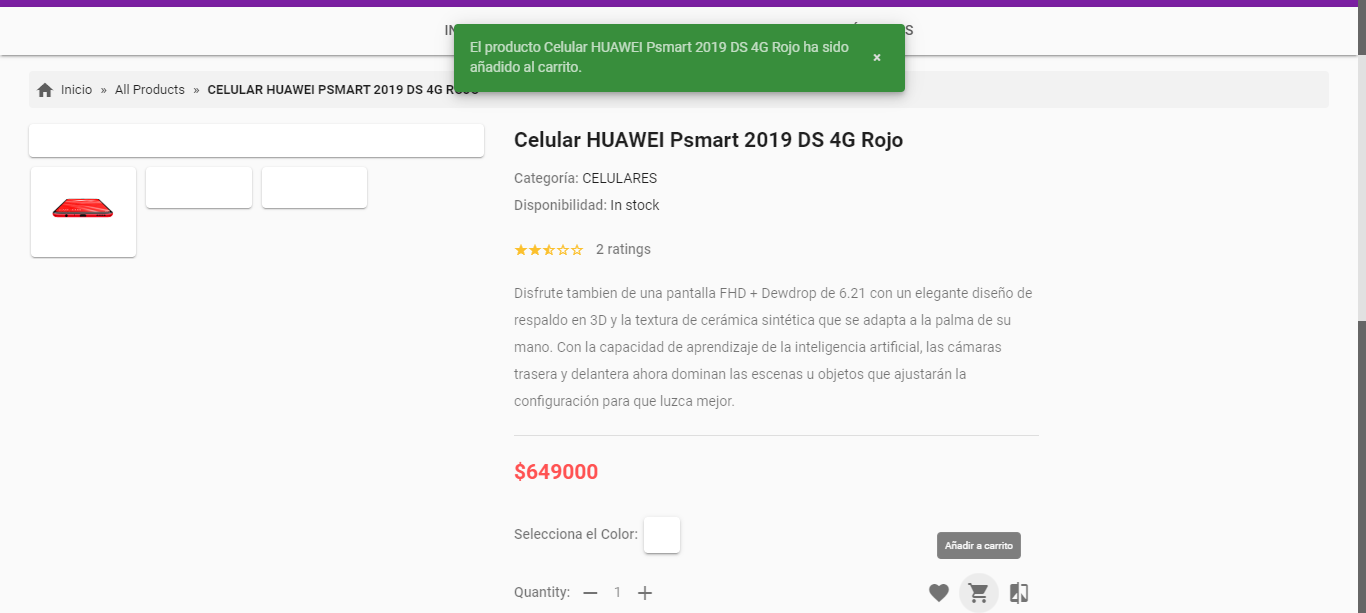 El producto Celular HUAWEI Psmart 2019 DS 4G Rojo ha sido
añadido al carrito.
×
Inicio » All Products » CELULAR HUAWEI PSMART 2019 DS 4G ROJO
Celular HUAWEI Psmart 2019 DS 4G Rojo
Categoría: CELULARES
Disponibilidad: In stock
2 ratings
Disfrute tambien de una pantalla FHD + Dewdrop de 6.21 con un elegante diseño de
respaldo en 3D y la textura de cerámica sintética que se adapta a la palma de su
mano. Con la capacidad de aprendizaje de la inteligencia artificial, las cámaras
trasera y delantera ahora dominan las escenas u objetos que ajustarán la
configuración para que luzca mejor.
$649000
Selecciona el Color:
Añadir a carrito
Quantity: — 1 +